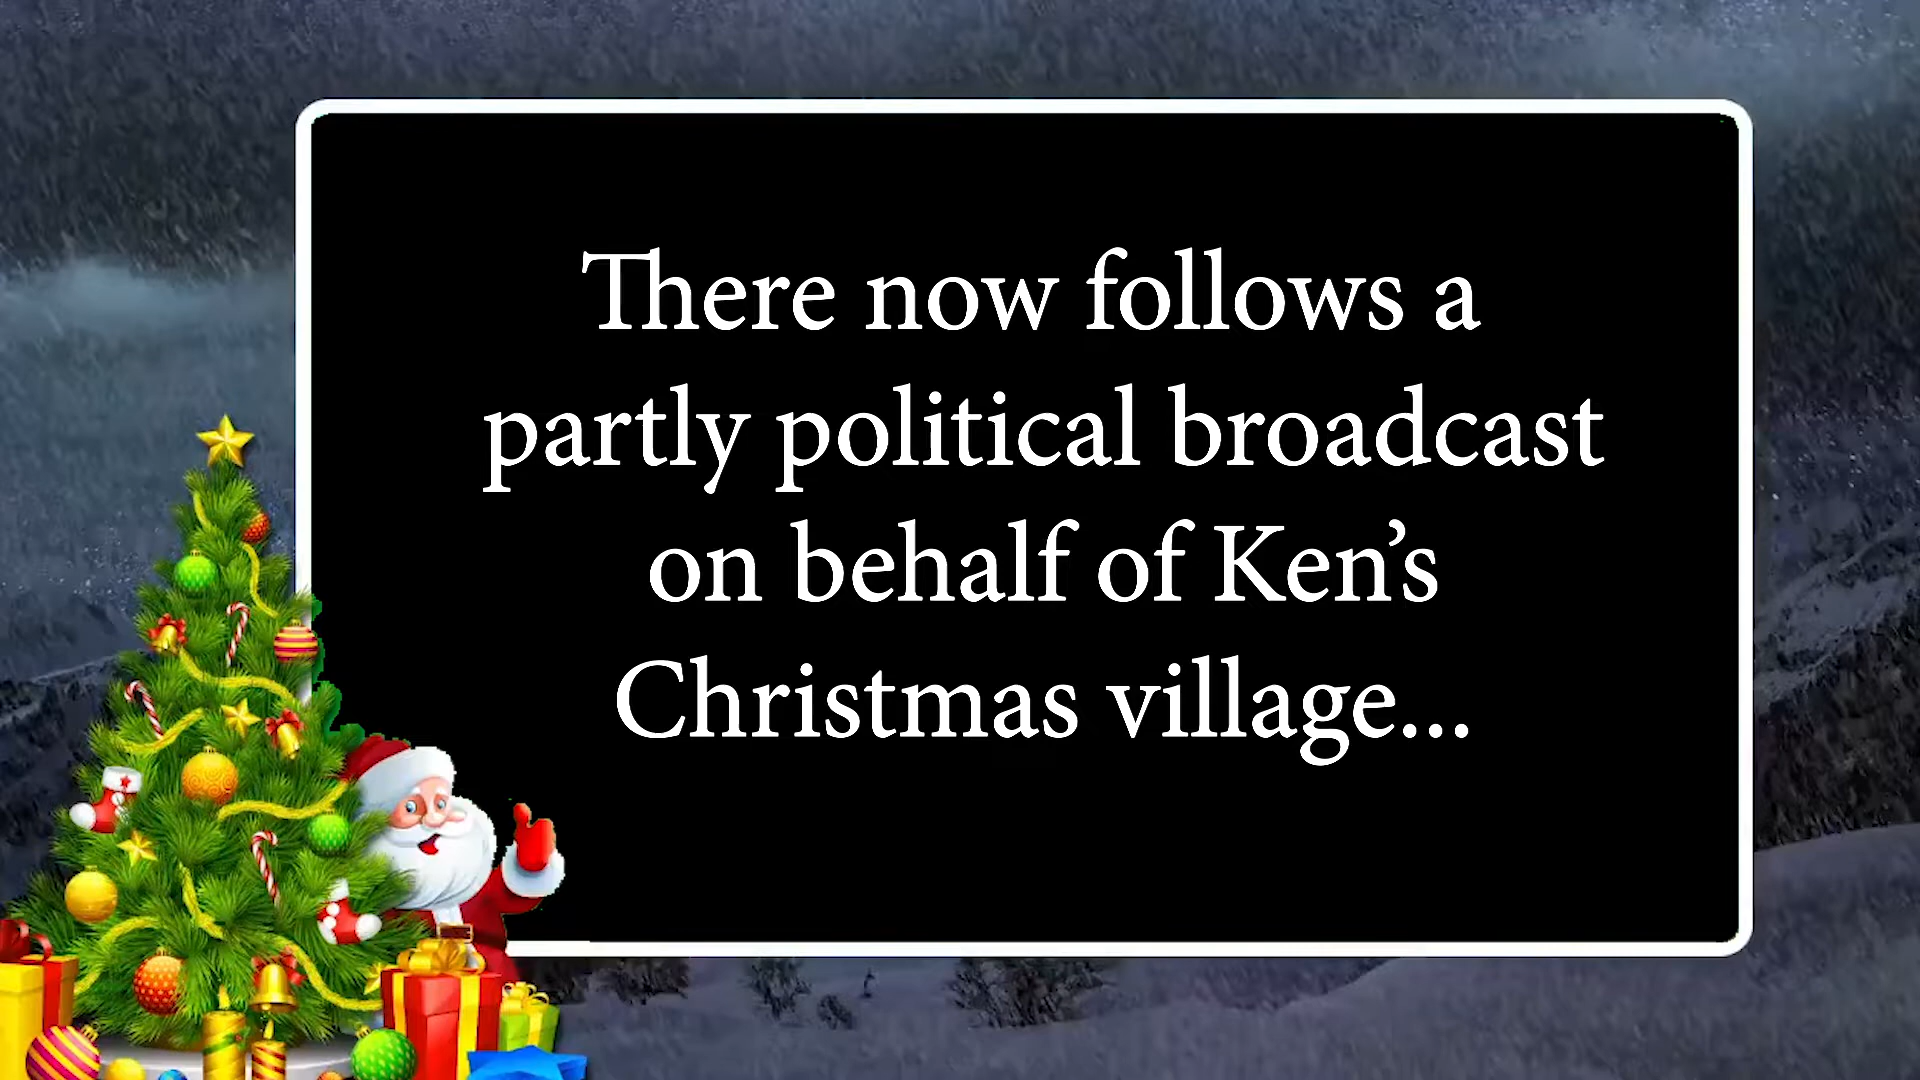 There now follows a
partly political broadcast
on behalf of Ken’s
Christmas village...